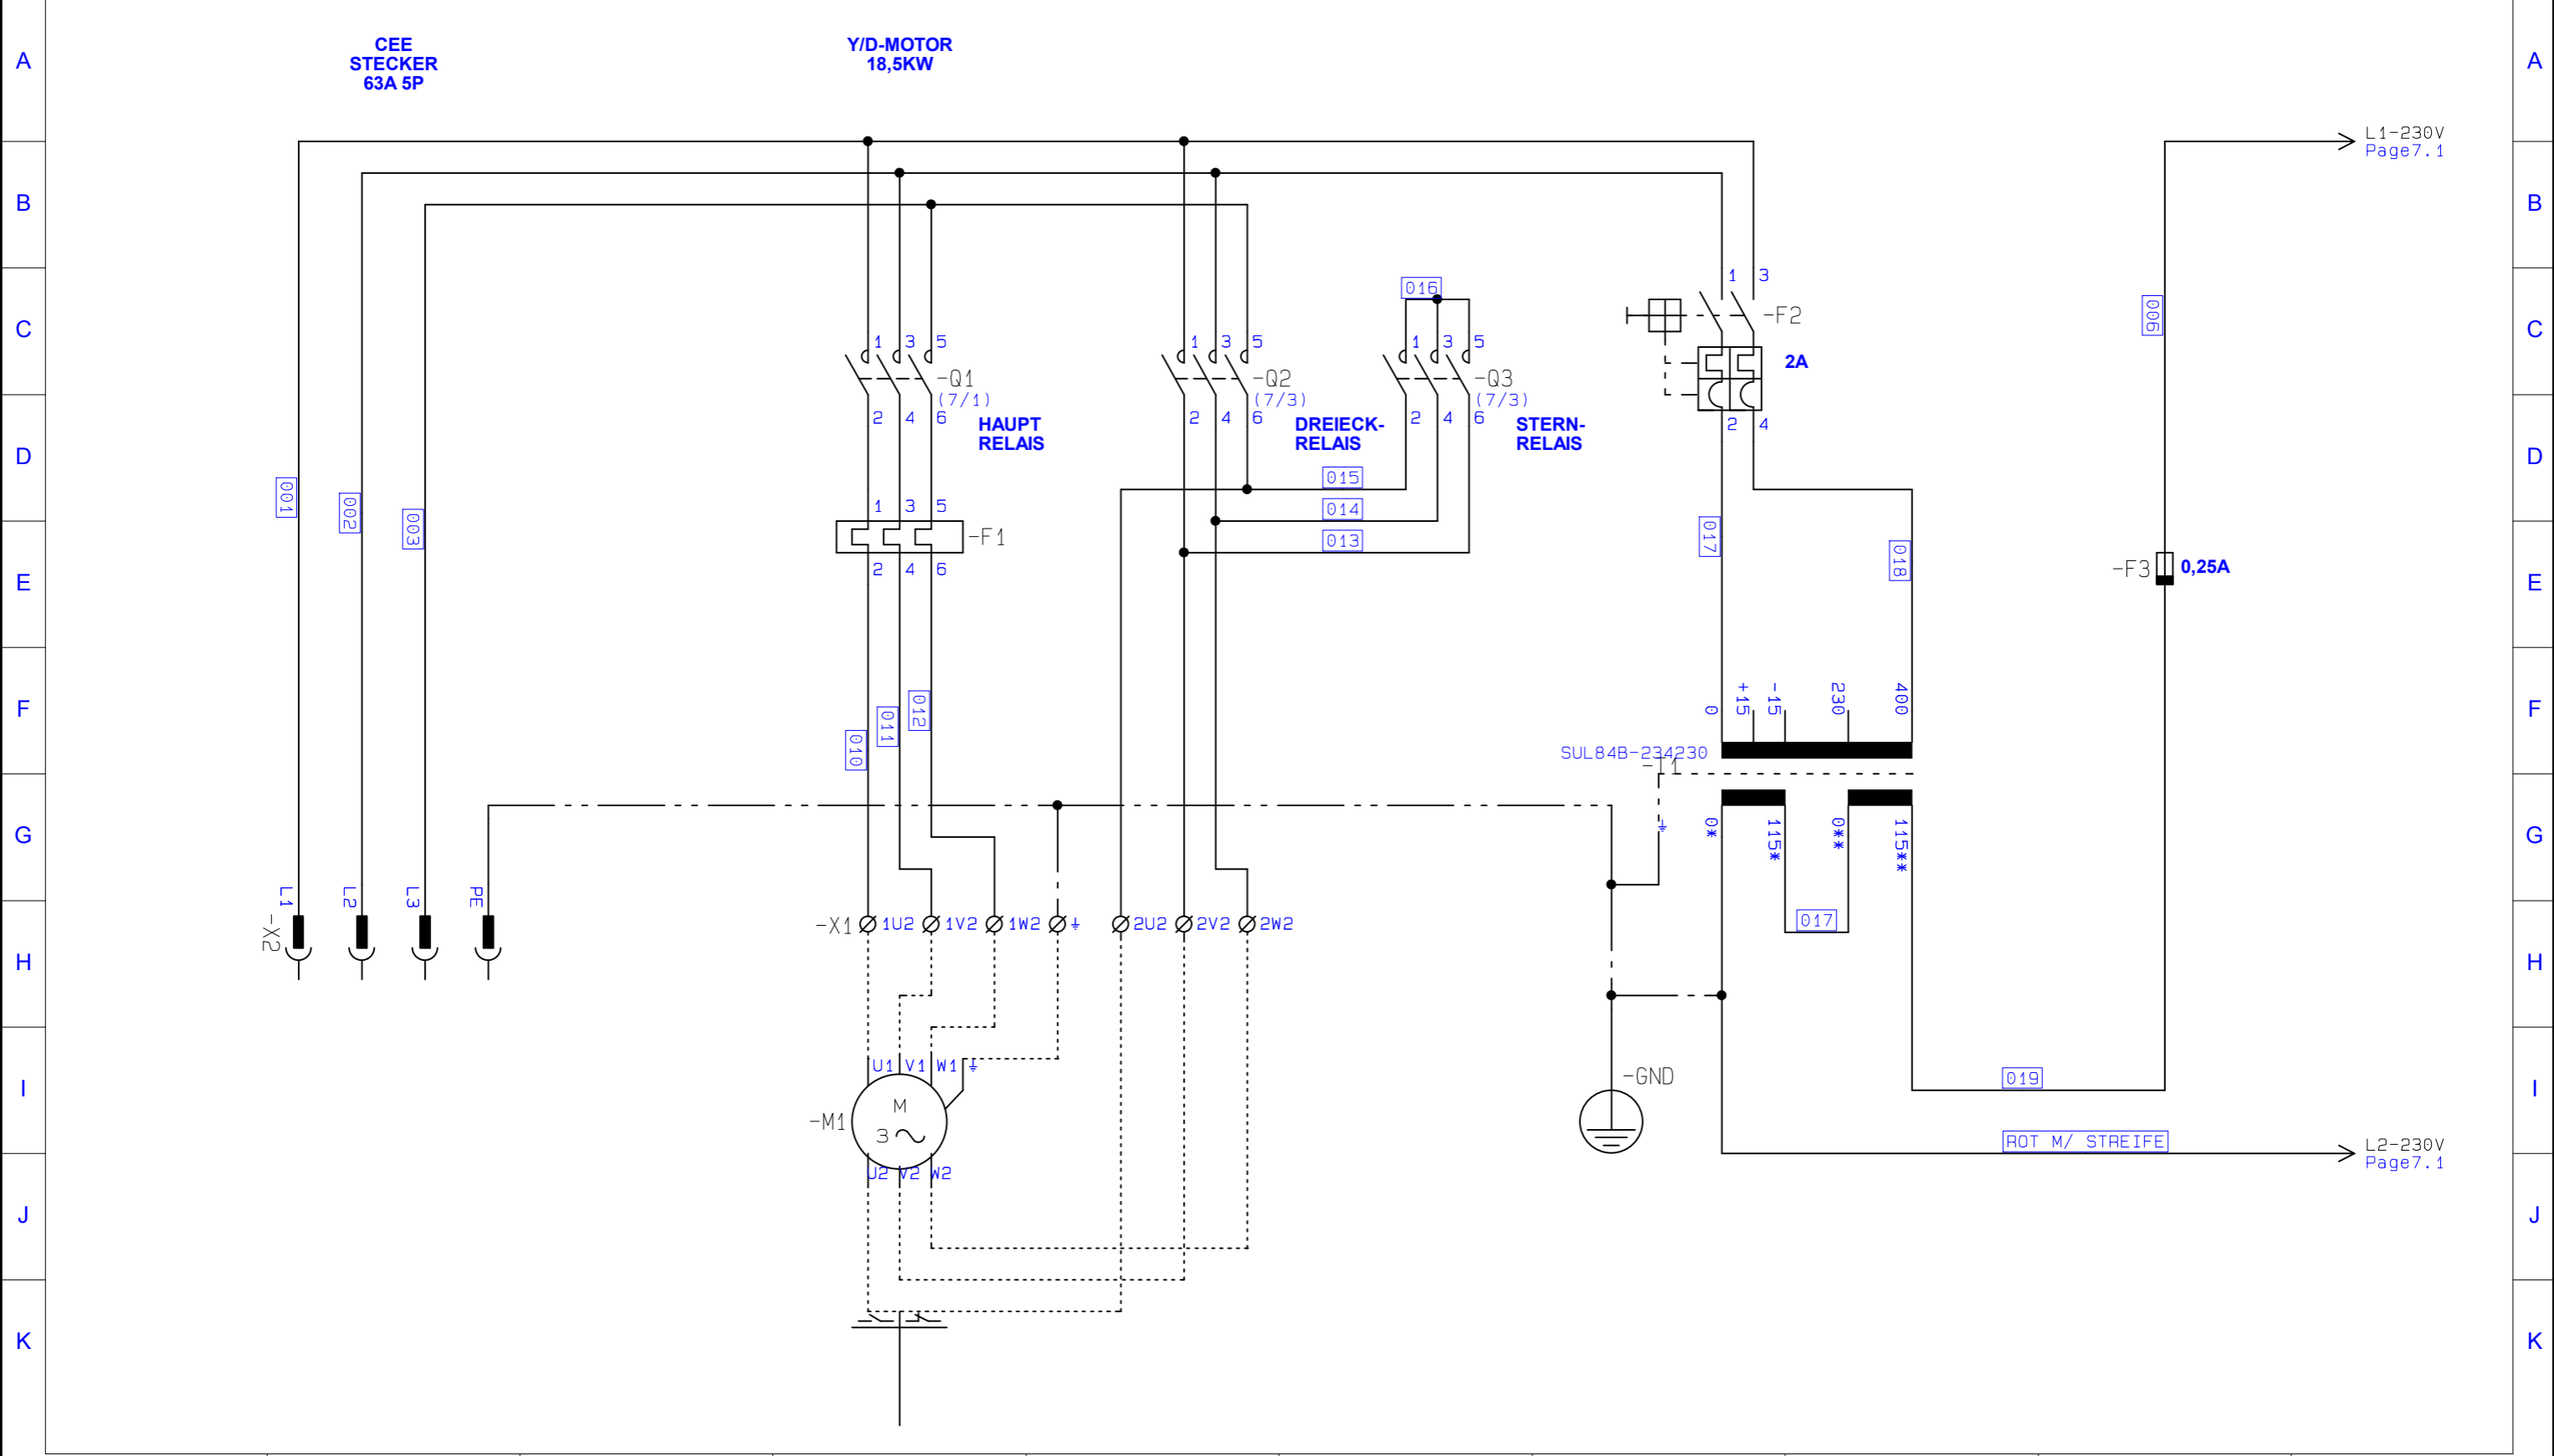 A
CEE
STECKER
63A 5P
Y/D-MOTOR
18,5KW
A
L1-230V
Page7.1
B
B
1 3
-F2
2A
016
006
C
C
1 3 5
-Q1
(7/1)
2 4 6
HAUPT
RELAIS
1 3 5
-Q2
(7/3)
2 4 6
DREIECK-
RELAIS
1 3 5
-Q3
(7/3)
2 4 6
STERN-
RELAIS
2 4
D
D
001
002
003
015
014
013
1 3 5
-F1
2 4 6
017
018
-F3
0,25A
E
E
010
011
012
0
+15
-15
230
400
F
F
SUL84B-234230
-T1
0*
115*
0**
115**
G
G
L1
L2
L3
PE
-X2
-X1
1U2
1V2
1W2
2U2
2V2
2W2
017
H
H
U1 V1 W1
-M1
M
3
U2 V2 W2
-GND
019
I
I
ROT M/ STREIFE
L2-230V
Page7.1
J
J
K
K